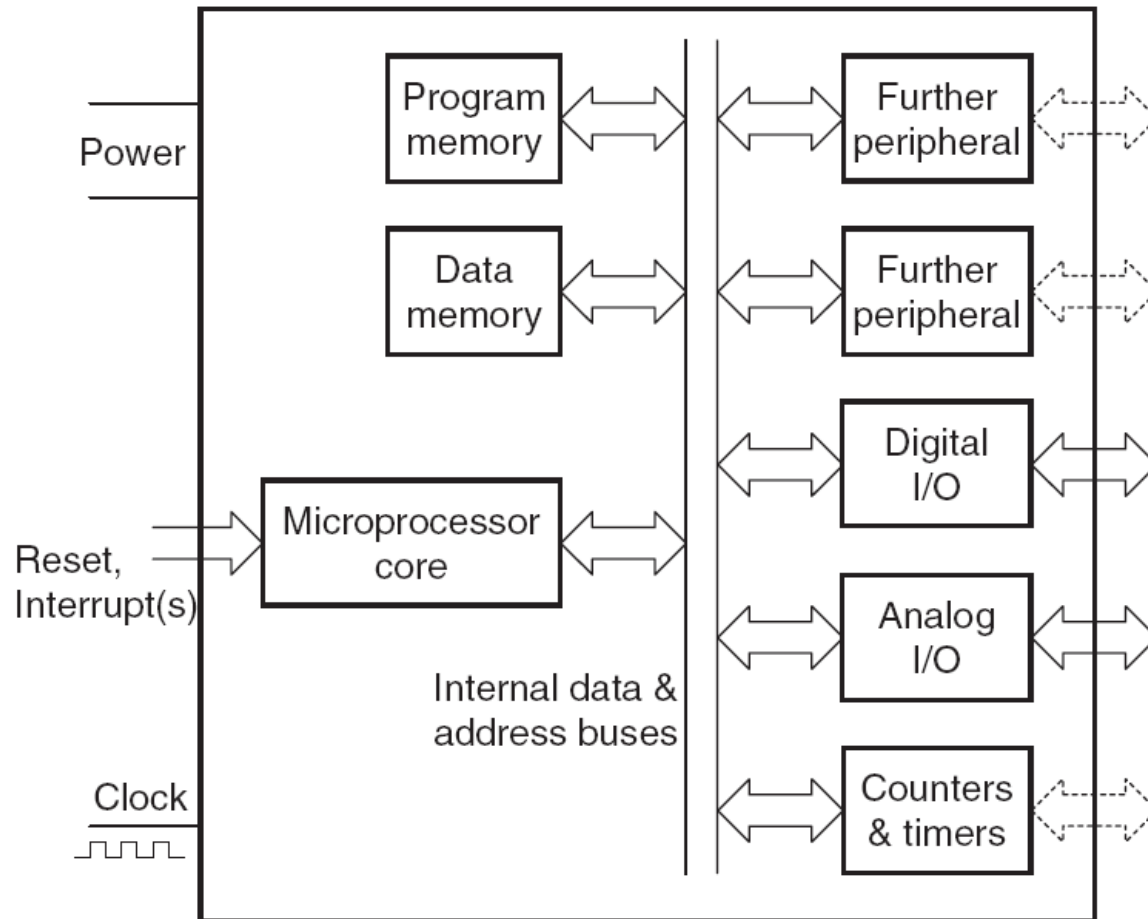 Program
memory
Further
peripheral
Power
Data
memory
Further
peripheral
Digital
I/O
Microprocessor
core
Reset,
Interrupt(s)
Analog
I/O
Internal data &
address buses
Clock
Counters
& timers